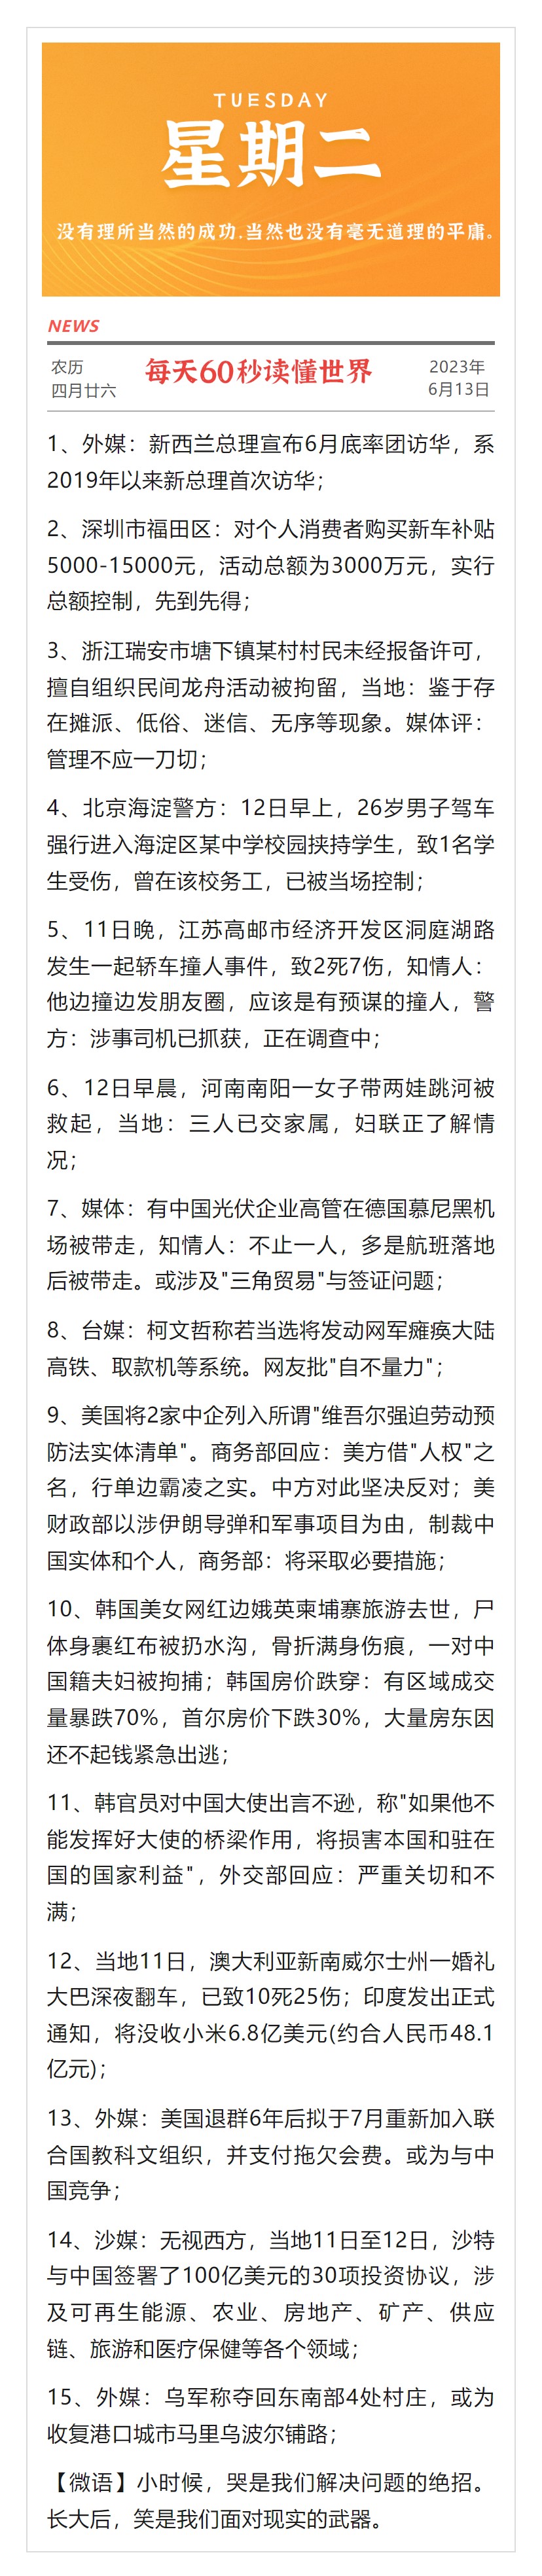 TUESDAY
星期二
没有理所当然的成功.当然也没有毫无道理的平庸。
NEWS
农历
四月廿六
每天60秒读懂世界
2023年
6月13日
1、外媒：新西兰总理宣布6月底率团访华，系
2019年以来新总理首次访华；
2、深圳市福田区：对个人消费者购买新车补贴
5000-15000元，活动总额为3000万元，实行
总额控制，先到先得；
3、浙江瑞安市塘下镇某村村民未经报备许可，
擅自组织民间龙舟活动被拘留，当地：鉴于存
在摊派、低俗、迷信、无序等现象。媒体评：
管理不应一刀切；
4、北京海淀警方：12日早上，26岁男子驾车
强行进入海淀区某中学校园挟持学生，致1名学
生受伤，曾在该校务工，已被当场控制；
5、11日晚，江苏高邮市经济开发区洞庭湖路
发生一起轿车撞人事件，致2死7伤，知情人：
他边撞边发朋友圈，应该是有预谋的撞人，警
方：涉事司机已抓获，正在调查中；
6、12日早晨，河南南阳一女子带两娃跳河被
救起，当地：三人已交家属，妇联正了解情
况；
7、媒体：有中国光伏企业高管在德国慕尼黑机
场被带走，知情人：不止一人，多是航班落地
后被带走。或涉及"三角贸易"与签证问题；
8、台媒：柯文哲称若当选将发动网军瘫痪大陆
高铁、取款机等系统。网友批"自不量力"；
9、美国将2家中企列入所谓"维吾尔强迫劳动预
防法实体清单"。商务部回应：美方借"人权"之
名，行单边霸凌之实。中方对此坚决反对；美
财政部以涉伊朗导弹和军事项目为由，制裁中
国实体和个人，商务部：将采取必要措施；
10、韩国美女网红边娥英柬埔寨旅游去世，尸
体身裹红布被扔水沟，骨折满身伤痕，一对中
国籍夫妇被拘捕；韩国房价跌穿：有区域成交
量暴跌70%，首尔房价下跌30%，大量房东因
还不起钱紧急出逃；
11、韩官员对中国大使出言不逊，称"如果他不
能发挥好大使的桥梁作用，将损害本国和驻在
国的国家利益"，外交部回应：严重关切和不
满；
12、当地11日，澳大利亚新南威尔士州一婚礼
大巴深夜翻车，已致10死25伤；印度发出正式
通知，将没收小米6.8亿美元(约合人民币48.1
亿元)；
13、外媒：美国退群6年后拟于7月重新加入联
合国教科文组织，并支付拖欠会费。或为与中
国竞争；
14、沙媒：无视西方，当地11日至12日，沙特
与中国签署了100亿美元的30项投资协议，涉
及可再生能源、农业、房地产、矿产、供应
链、旅游和医疗保健等各个领域；
15、外媒：乌军称夺回东南部4处村庄，或为
收复港口城市马里乌波尔铺路；
【微语】小时候，哭是我们解决问题的绝招。
长大后，笑是我们面对现实的武器。